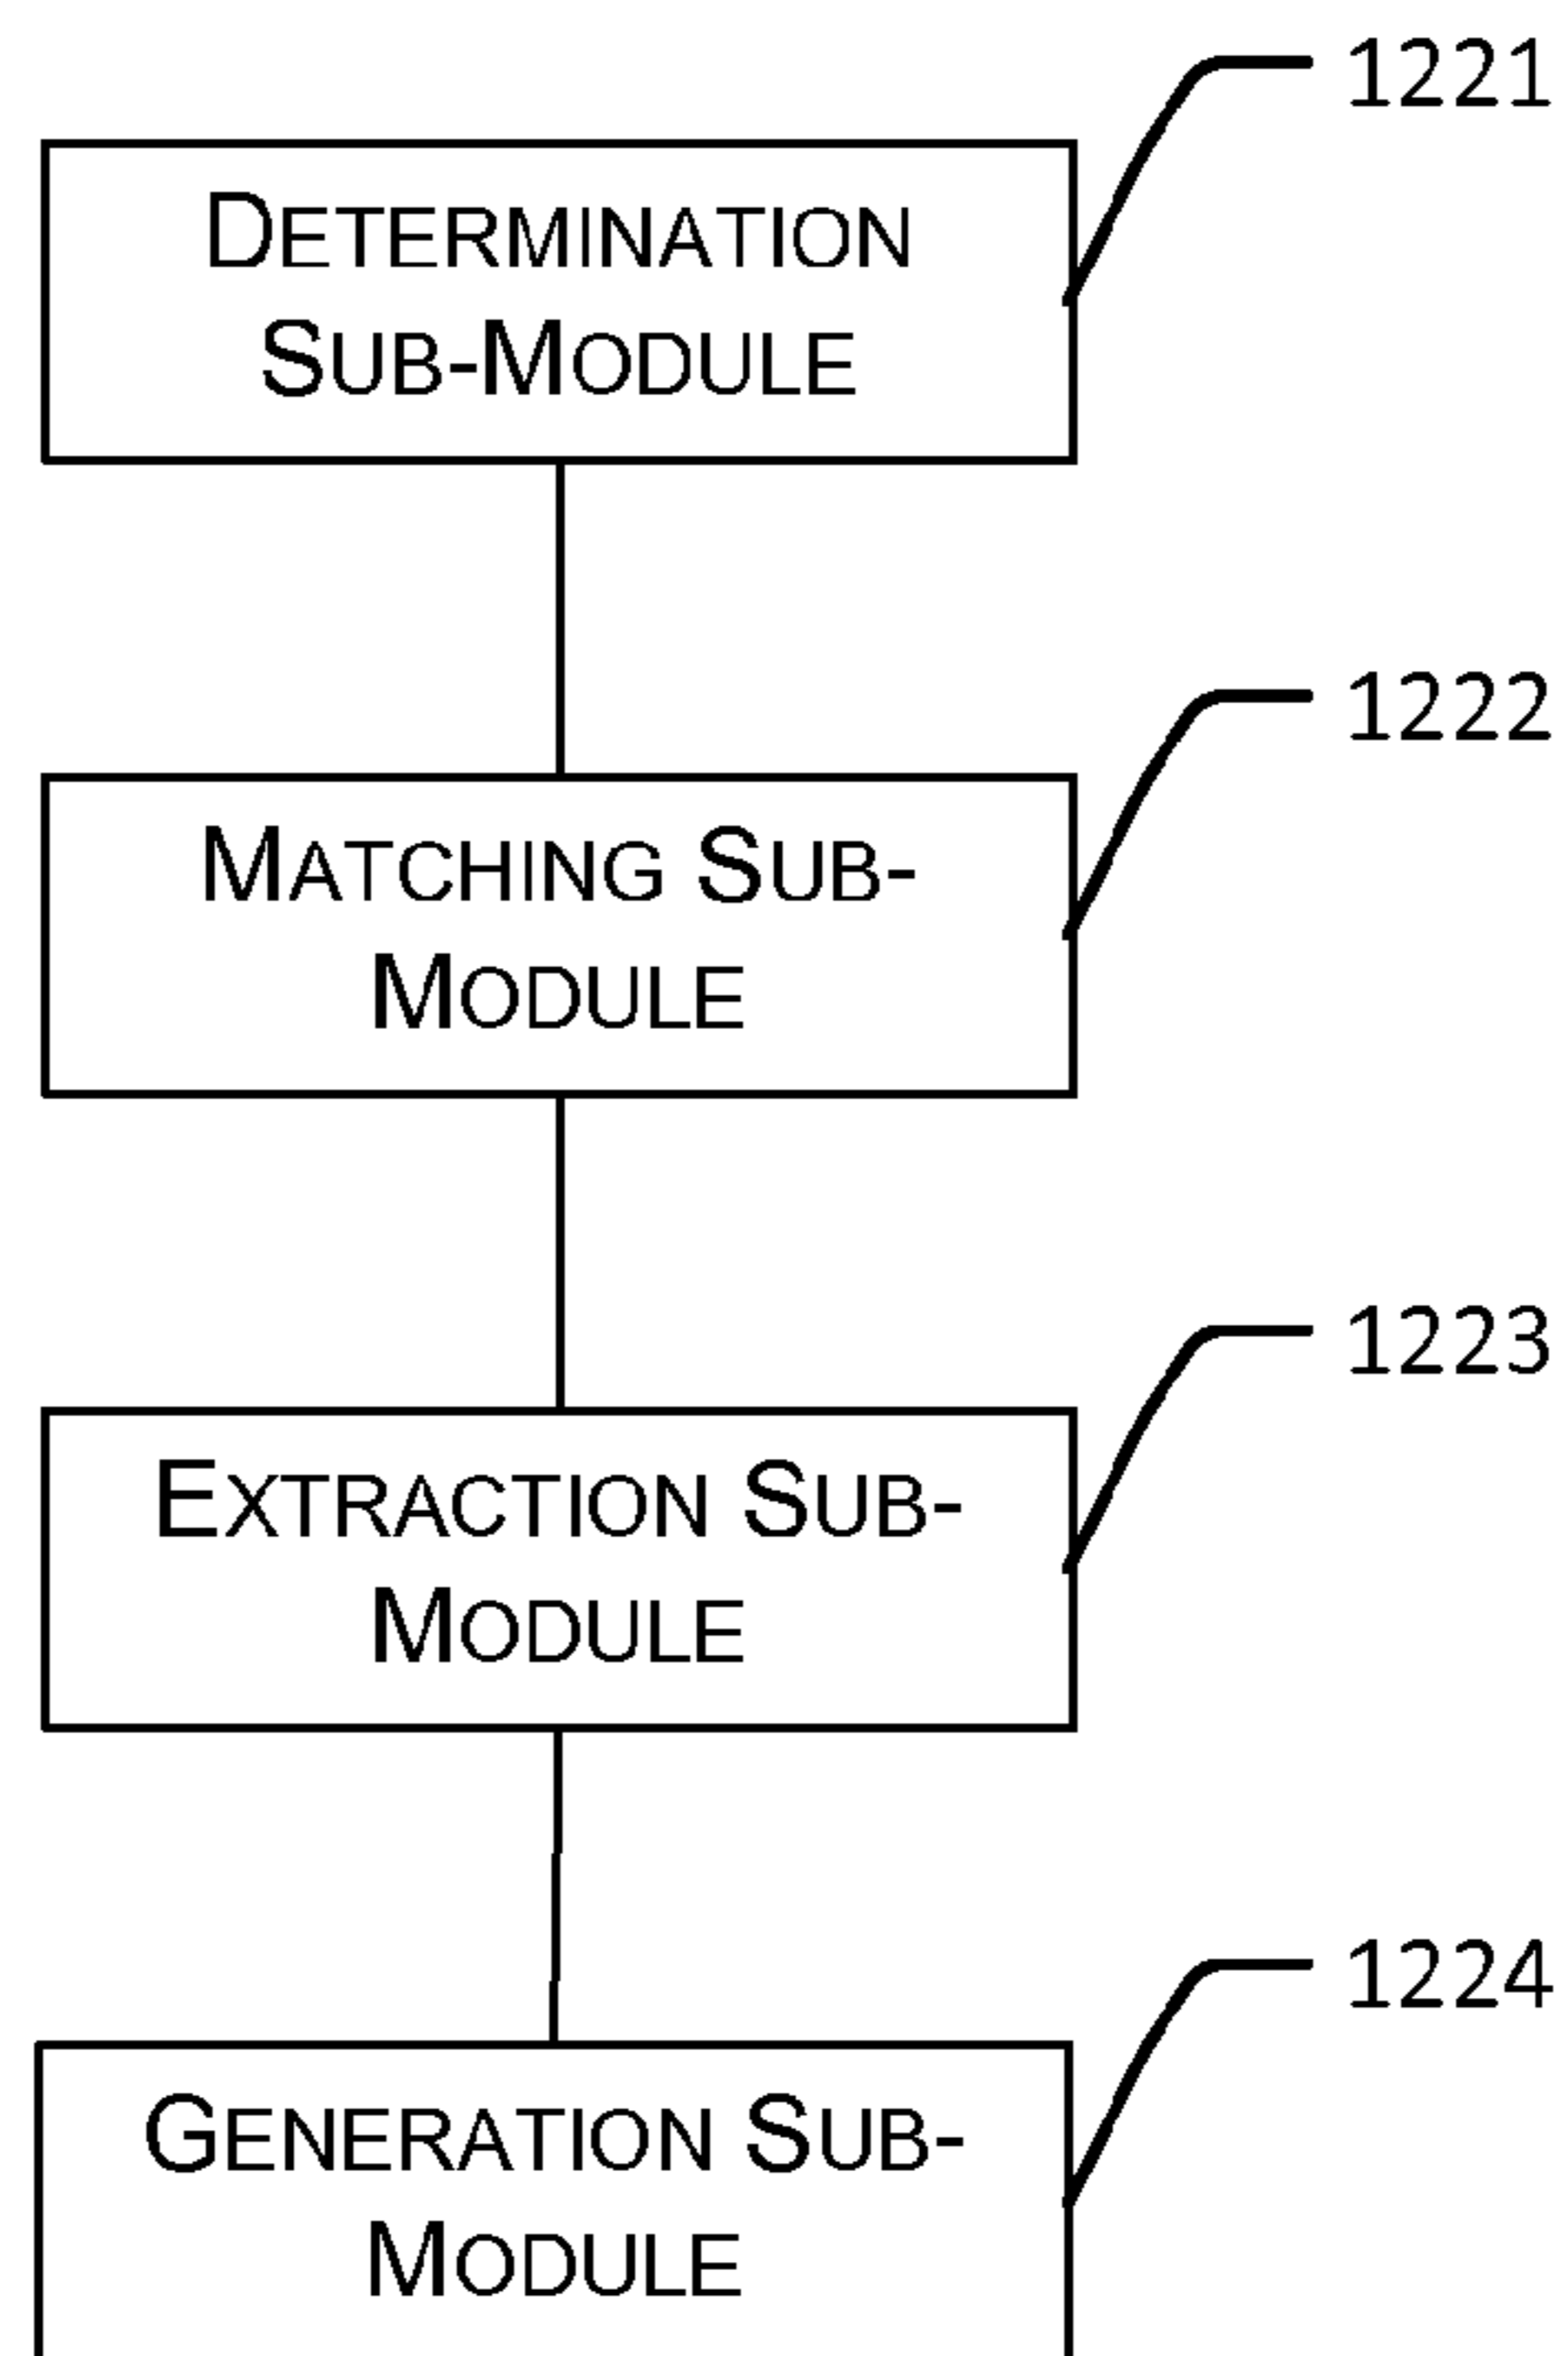 1221
DETERMINATION
SUB-MODULE
1222
MATCHING SUB-
MODULE
1223
EXTRACTION SUB-
MODULE
1224
GENERATION SUB-
MODULE